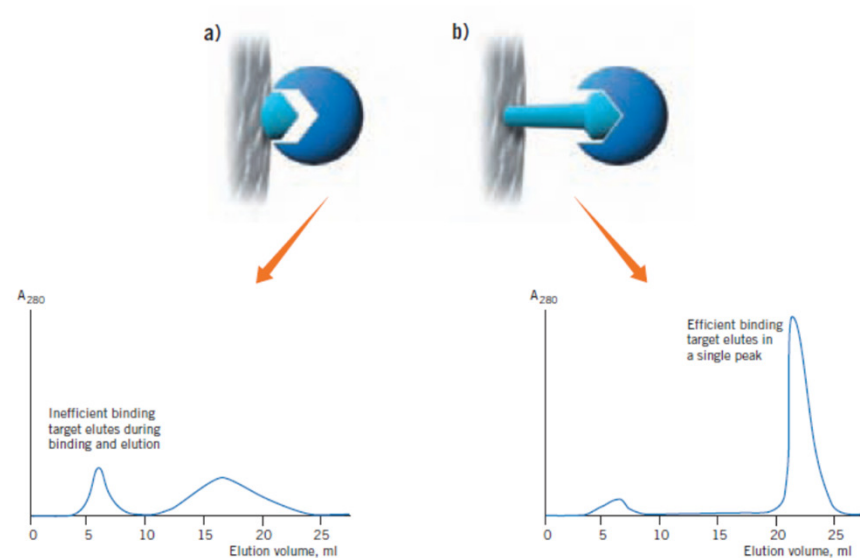 a)
b)
A280
Inefficient binding
target elutes during
binding and elution
0 5 10 15 20 25
Elution volume, ml
A280
Efficient binding
target elutes in
a single peak
0 5 10 15 20 25
Elution volume, ml